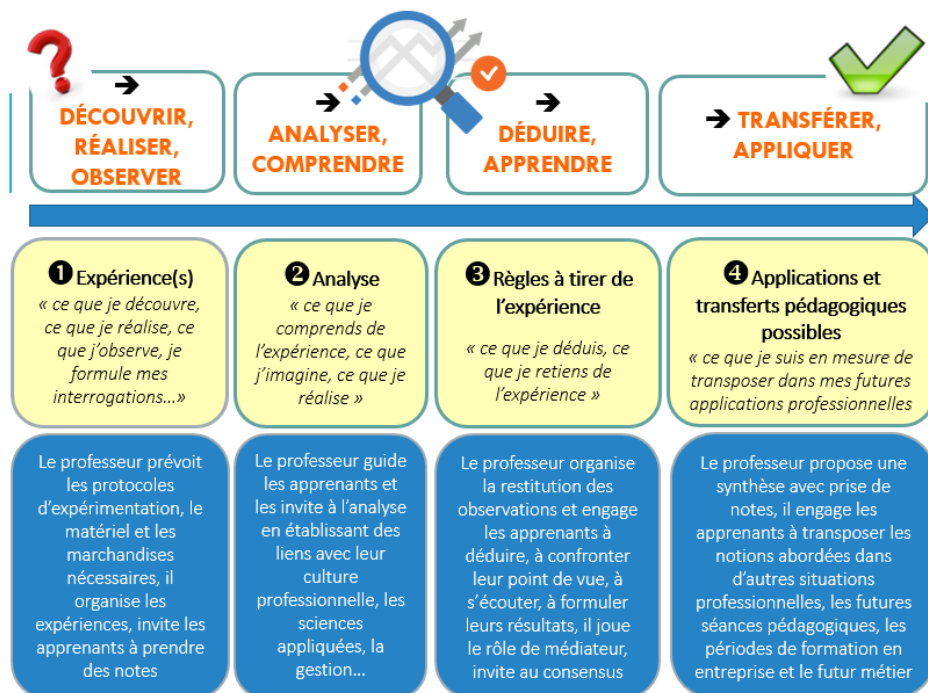 ➔
DÉCOUVRIR,
RÉALISER,
OBSERVER
➔
ANALYSER,
COMPRENDRE
➔
DÉDUIRE,
APPRENDRE
➔ TRANSFÉRER,
APPLIQUER
❶ Expérience(s)
« ce que je découvre,
ce que je réalise, ce
que j’observe, je
formule mes
interrogations…»
❷ Analyse
« ce que je
comprends de
l’expérience, ce que
j’imagine, ce que je
réalise »
❸ Règles à tirer de
l’expérience
« ce que je déduis, ce
que je retiens de
l’expérience »
❹ Applications et
transferts pédagogiques
possibles
« ce que je suis en mesure de
transposer dans mes futures
applications professionnelles
Le professeur prévoit
les protocoles
d’expérimentation, le
matériel et les
marchandises
nécessaires, il
organise les
expériences, invite les
apprenants à prendre
des notes
Le professeur guide
les apprenants et
les invite à l’analyse
en établissant des
liens avec leur
culture
professionnelle, les
sciences
appliquées, la
gestion…
Le professeur organise
la restitution des
observations et engage
les apprenants à
déduire, à confronter
leur point de vue, à
s’écouter, à formuler
leurs résultats, il joue
le rôle de médiateur,
invite au consensus
Le professeur propose une
synthèse avec prise de
notes, il engage les
apprenants à transposer les
notions abordées dans
d’autres situations
professionnelles, les futures
séances pédagogiques, les
périodes de formation en
entreprise et le futur métier